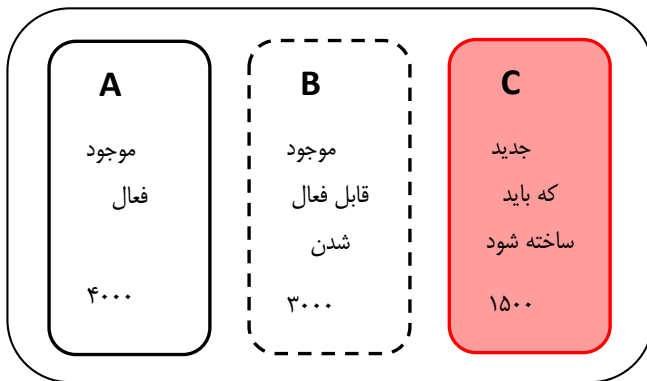 A
موجود
فعال
۴۰۰۰
B
موجود
قابل فعال
شدن
۳۰۰۰
C
جدید
که باید
ساخته شود
۱۵۰۰